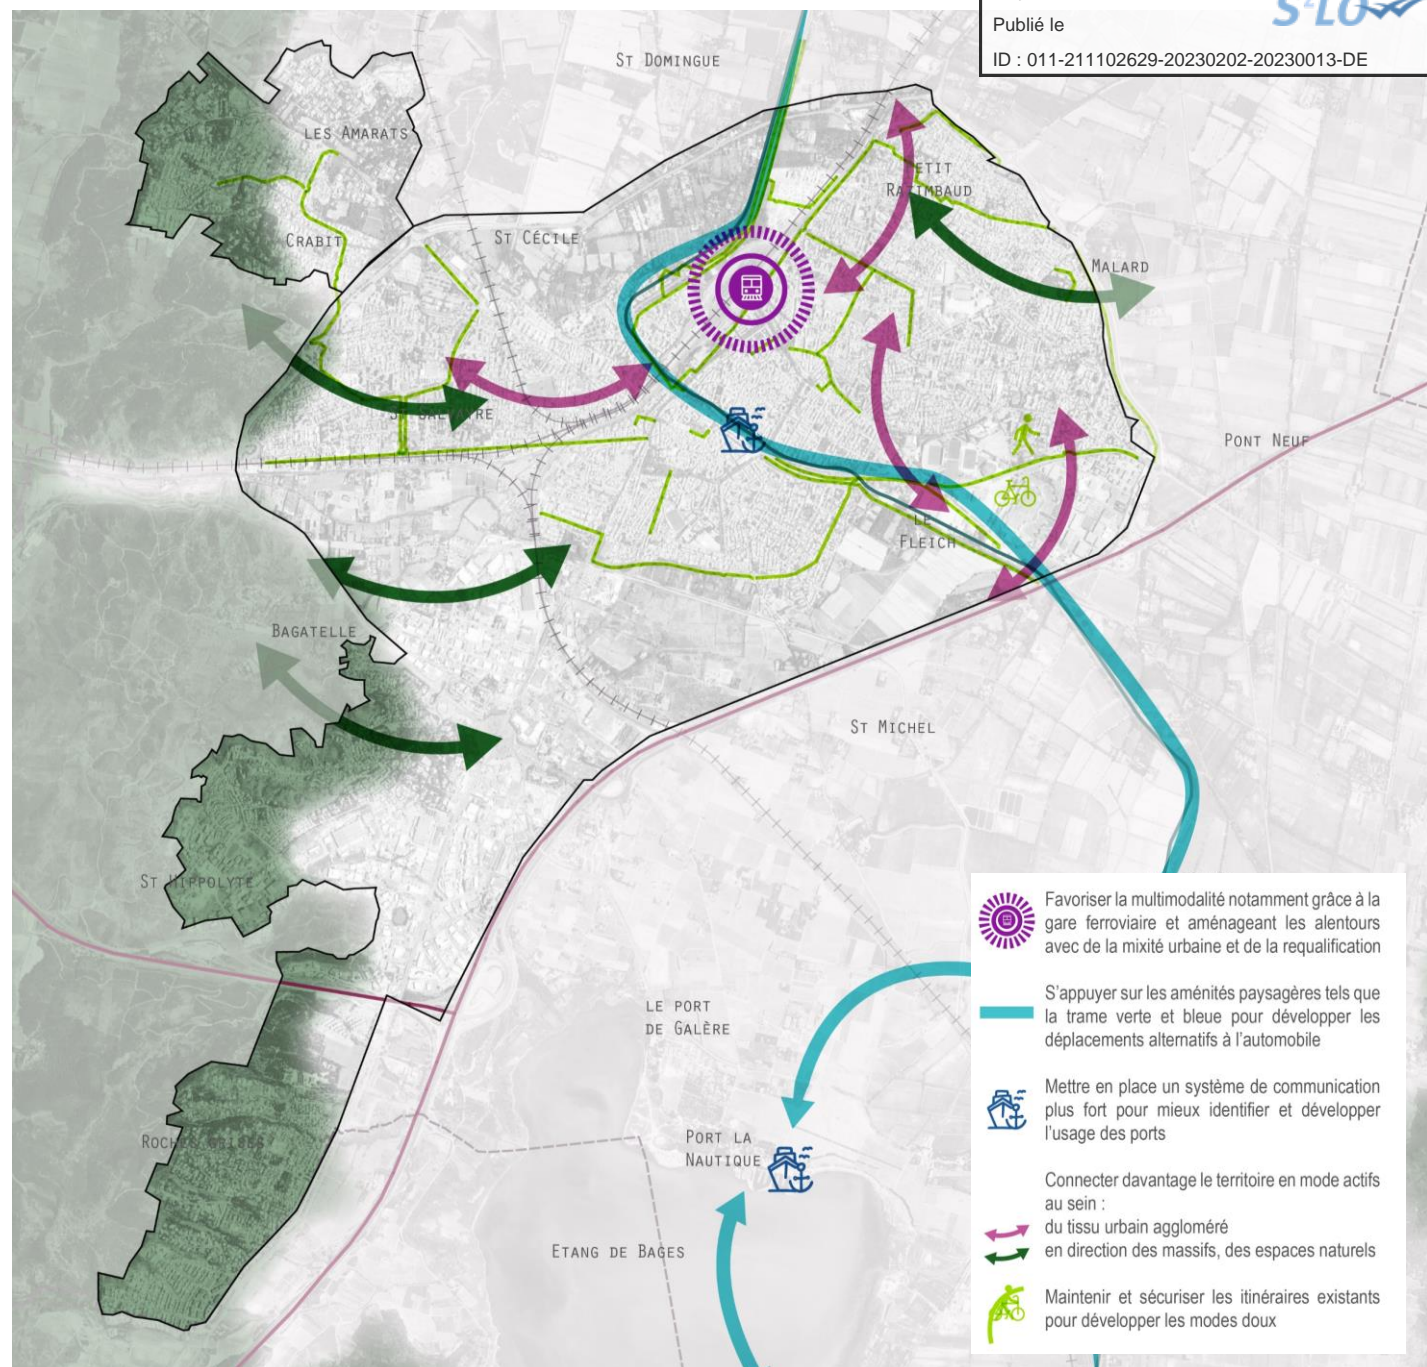 S²LO
Publié le
ID : 011-211102629-20230202-20230013-DE
ST DOMINGUE
LES AMARATS
PETIT
RAZIMBAUD
CRABIT
ST CÉCILE
MALARD
PONT NEUF
LE
FLEICH
BAGATELLE
ST MICHEL
ST HIPPOLYTE
LE PORT
DE GALÈRE
PORT LA
NAUTIQUE
ETANG DE BAGES
Favoriser la multimodalité notamment grâce à la
gare ferroviaire et aménageant les alentours
avec de la mixité urbaine et de la requalification
S'appuyer sur les aménités paysagères tels que
la trame verte et bleue pour développer les
déplacements alternatifs à l'automobile
Mettre en place un système de communication
plus fort pour mieux identifier et développer
l'usage des ports
Connecter davantage le territoire en mode actifs
au sein :
du tissu urbain aggloméré
en direction des massifs, des espaces naturels
Maintenir et sécuriser les itinéraires existants
pour développer les modes doux